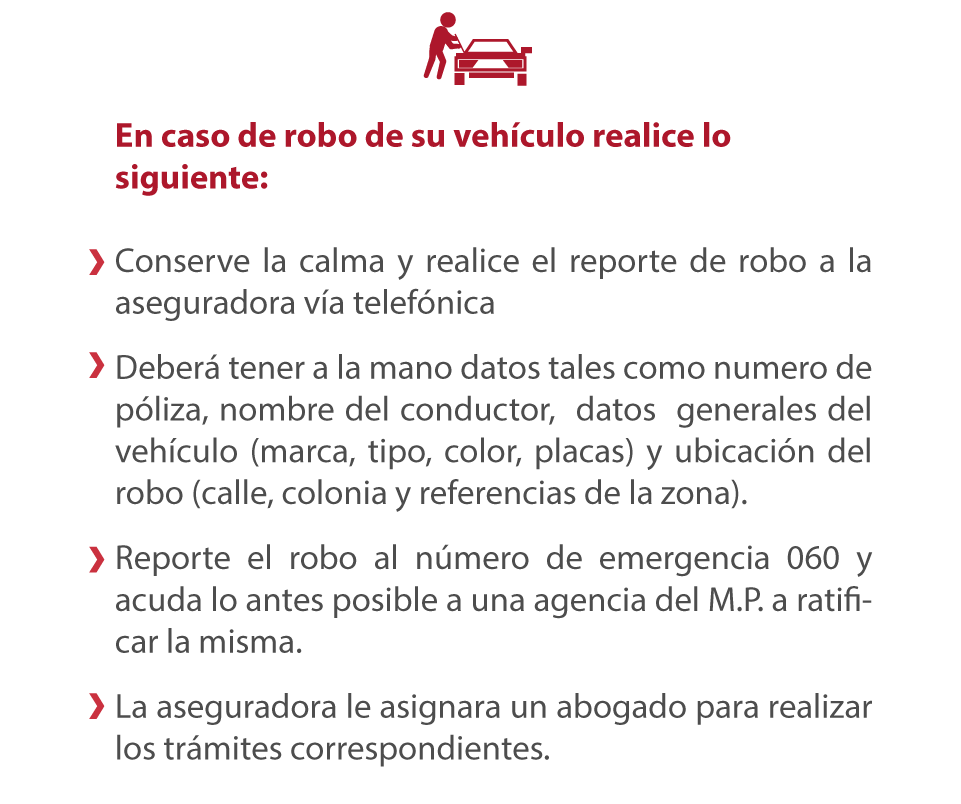 En caso de robo de su vehículo realice lo
siguiente:
Conserve la calma y realice el reporte de robo a la
aseguradora vía telefónica
Deberá tener a la mano datos tales como numero de
póliza, nombre del conductor, datos generales del
vehículo (marca, tipo, color, placas) y ubicación del
robo (calle, colonia y referencias de la zona).
Reporte el robo al número de emergencia 060 y
acuda lo antes posible a una agencia del M.P. a ratifi-
car la misma.
La aseguradora le asignara un abogado para realizar
los trámites correspondientes.